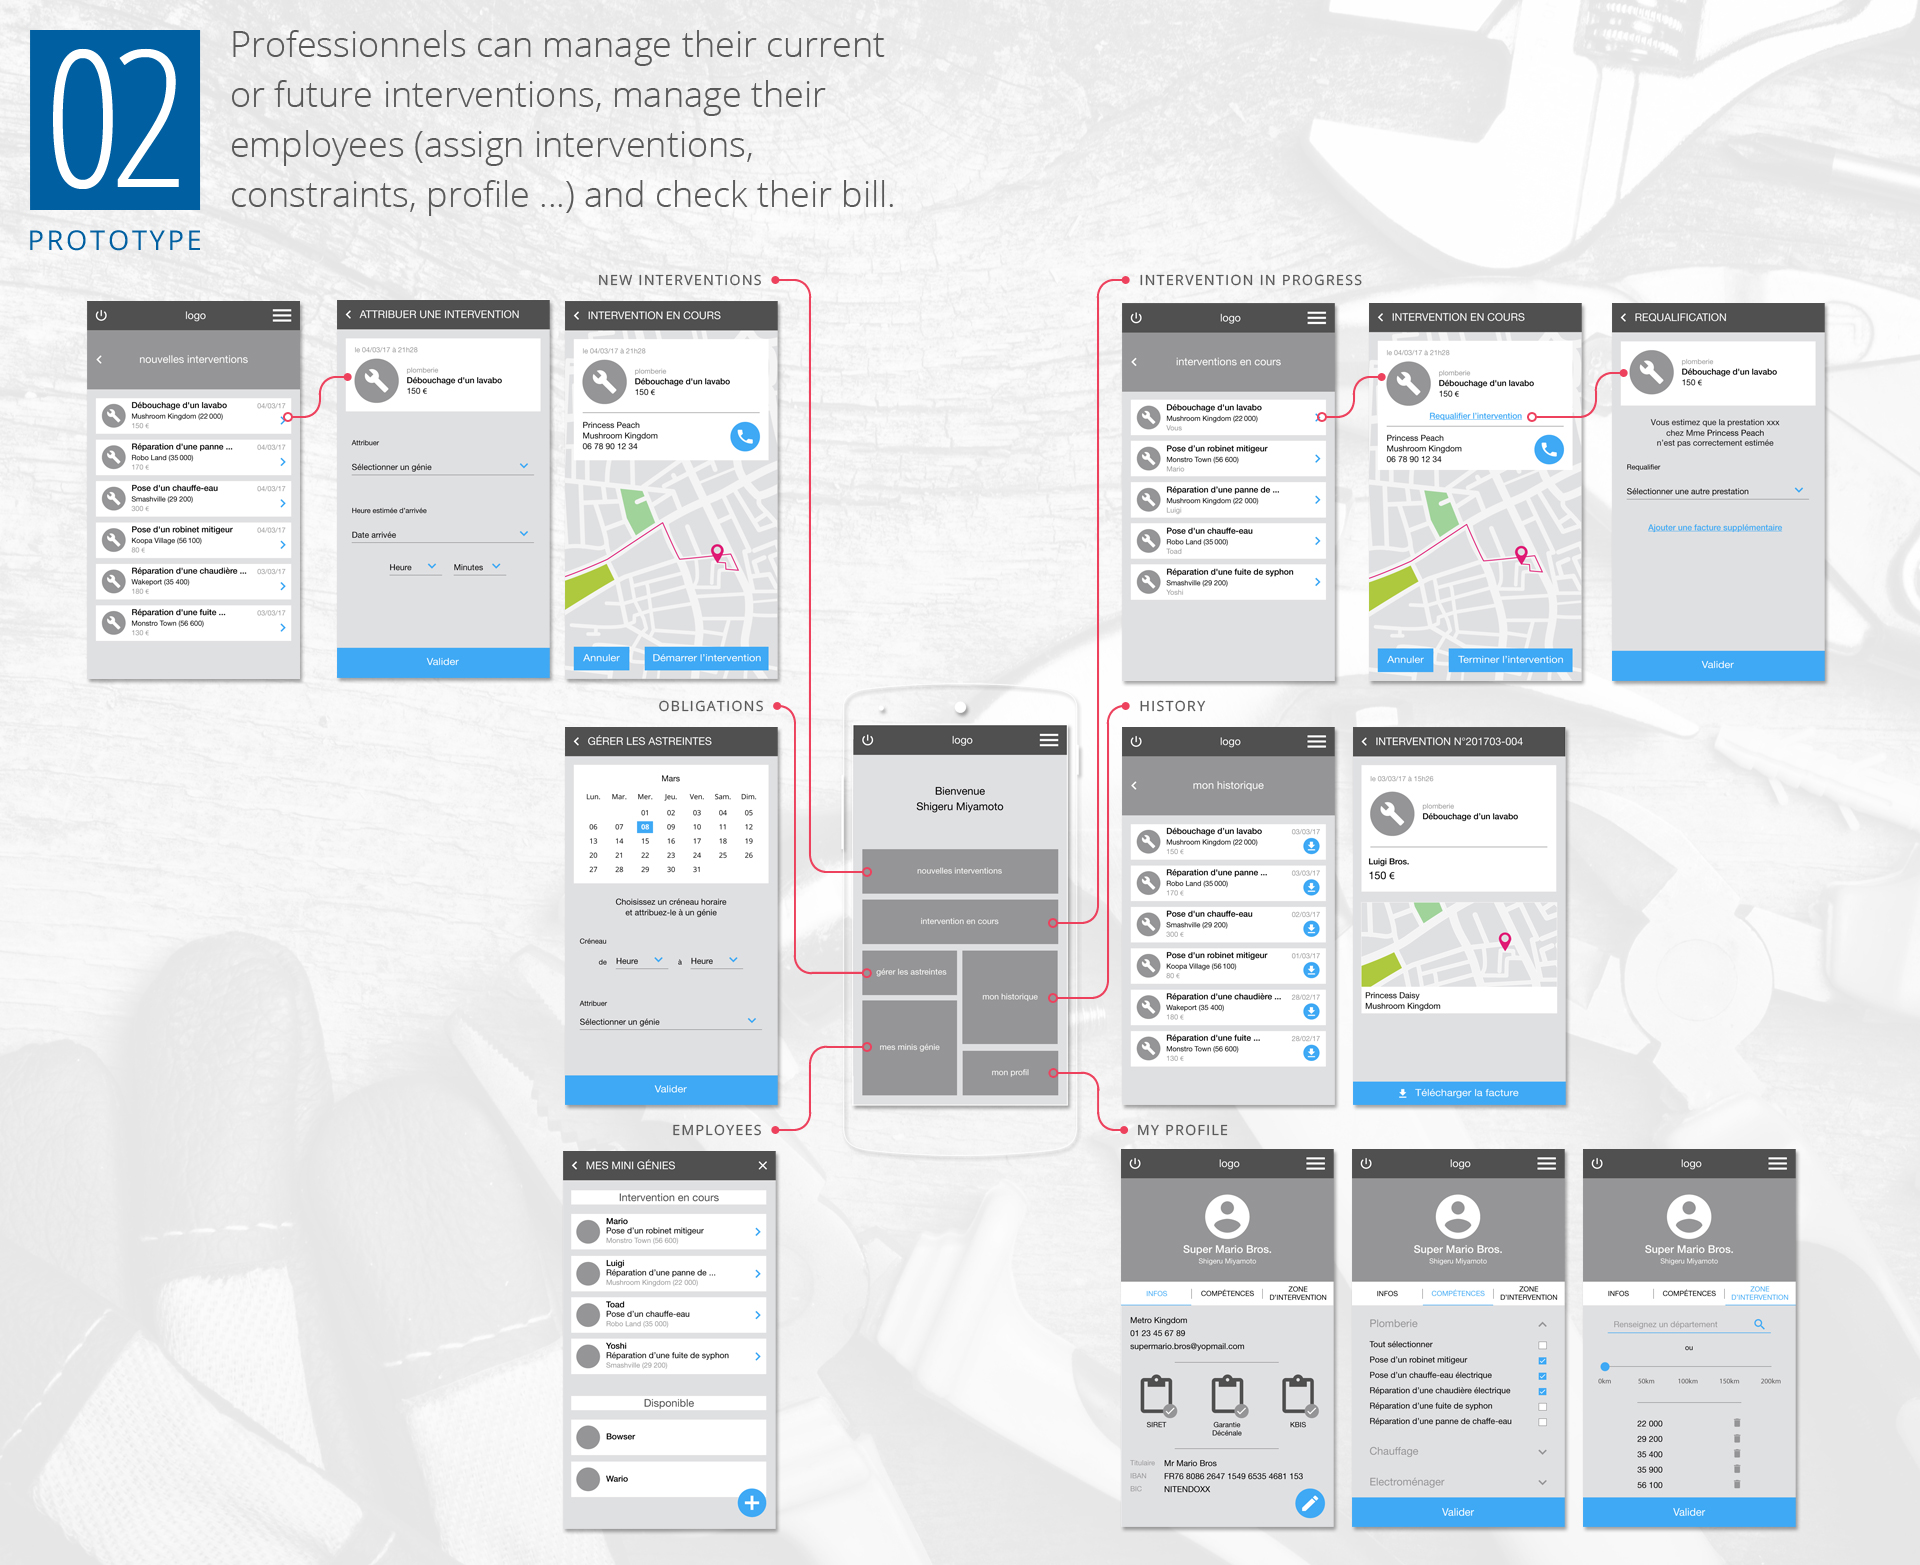 02
PROTOTYPE
Professionnels can manage their current
or future interventions, manage their
employees (assign interventions,
constraints, profile ...) and check their bill.
NEW INTERVENTIONS
logo
nouvelles interventions
Débouchage d'un lavabo 04/03/17
Mushroom Kingdom (22 000)
150 €
Réparation d'une panne ... 04/03/17
Robo Land (35 000)
170 €
Pose d'un chauffe-eau 04/03/17
Smashville (29 200)
300 €
Pose d'un robinet mitigeur 04/03/17
Koopa Village (56 100)
80 €
Réparation d'une chaudière ... 03/03/17
Wakeport (35 400)
180 €
Réparation d'une fuite ... 03/03/17
Monstro Town (56 600)
130 €
ATTRIBUER UNE INTERVENTION
le 04/03/17 à 21h28
plomberie
Débouchage d'un lavabo
150 €
Attribuer
Sélectionner un génie
Heure estimée d'arrivée
Date arrivée
Heure Minutes
Valider
INTERVENTION EN COURS
le 04/03/17 à 21h28
plomberie
Débouchage d'un lavabo
150 €
Princess Peach
Mushroom Kingdom
06 78 90 12 34
Annuler Démarrer l'intervention
INTERVENTION IN PROGRESS
logo
interventions en cours
Débouchage d'un lavabo
Mushroom Kingdom (22 000)
Vous
Pose d'un robinet mitigeur
Monstro Town (56 600)
Mario
Réparation d'une panne de ...
Mushroom Kingdom (22 000)
Luigi
Pose d'un chauffe-eau
Robo Land (35 000)
Toad
Réparation d'une fuite de syphon
Smashville (29 200)
Yoshi
INTERVENTION EN COURS
le 04/03/17 à 21h28
plomberie
Débouchage d'un lavabo
150 €
Requalifier l'intervention
Princess Peach
Mushroom Kingdom
06 78 90 12 34
Annuler Terminer l'intervention
REQUALIFICATION
plomberie
Débouchage d'un lavabo
150 €
Vous estimez que la prestation xxx
chez Mme Princess Peach
n'est pas correctement estimée
Requalifier
Sélectionner une autre prestation
Ajouter une facture supplémentaire
Valider
OBLIGATIONS
GÉRER LES ASTREINTES
Mars
Lun. Mar. Mer. Jeu. Ven. Sam. Dim.
01 02 03 04 05
06 07 08 09 10 11 12
13 14 15 16 17 18 19
20 21 22 23 24 25 26
27 28 29 30 31
Choisissez un créneau horaire
et attribuez-le à un génie
Créneau
de Heure à Heure
Attribuer
Sélectionner un génie
Valider
logo
Bienvenue
Shigeru Miyamoto
nouvelles interventions
intervention en cours
gérer les astreintes
mon historique
mes minis génie
mon profil
HISTORY
logo
mon historique
Débouchage d'un lavabo 03/03/17
Mushroom Kingdom (22 000)
150 €
Réparation d'une panne ... 03/03/17
Robo Land (35 000)
170 €
Pose d'un chauffe-eau 02/03/17
Smashville (29 200)
300 €
Pose d'un robinet mitigeur 01/03/17
Koopa Village (56 100)
80 €
Réparation d'une chaudière ... 28/02/17
Wakeport (35 400)
180 €
Réparation d'une fuite ... 28/02/17
Monstro Town (56 600)
130 €
INTERVENTION N°201703-004
le 03/03/17 à 15h26
plomberie
Débouchage d'un lavabo
Luigi Bros.
150 €
Princess Daisy
Mushroom Kingdom
Télécharger la facture
EMPLOYEES
MES MINI GÉNIES
Intervention en cours
Mario
Pose d'un robinet mitigeur
Monstro Town (56 600)
Luigi
Réparation d'une panne de ...
Mushroom Kingdom (22 000)
Toad
Pose d'un chauffe-eau
Robo Land (35 000)
Yoshi
Réparation d'une fuite de syphon
Smashville (29 200)
Disponible
Bowser
Wario
MY PROFILE
logo
Super Mario Bros.
Shigeru Miyamoto
INFOS COMPÉTENCES ZONE
D'INTERVENTION
Metro Kingdom
01 23 45 67 89
supermario.bros@yopmail.com
SIRET Garantie KBIS
Décénale
Titulaire Mr Mario Bros
IBAN FR76 8086 2647 1549 6535 4681 153
BIC NITENDOXX
logo
Super Mario Bros.
Shigeru Miyamoto
INFOS COMPÉTENCES ZONE
D'INTERVENTION
Plomberie
Tout sélectionner
Pose d'un robinet mitigeur
Pose d'un chauffe-eau électrique
Réparation d'une chaudière électrique
Réparation d'une fuite de syphon
Réparation d'une panne de chaffe-eau
Chauffage
Electroménager
Valider
logo
Super Mario Bros.
Shigeru Miyamoto
INFOS COMPÉTENCES ZONE
D'INTERVENTION
Renseignez un département
ou
0km 50km 100km 150km 200km
22 000
29 200
35 400
35 900
56 100
Valider